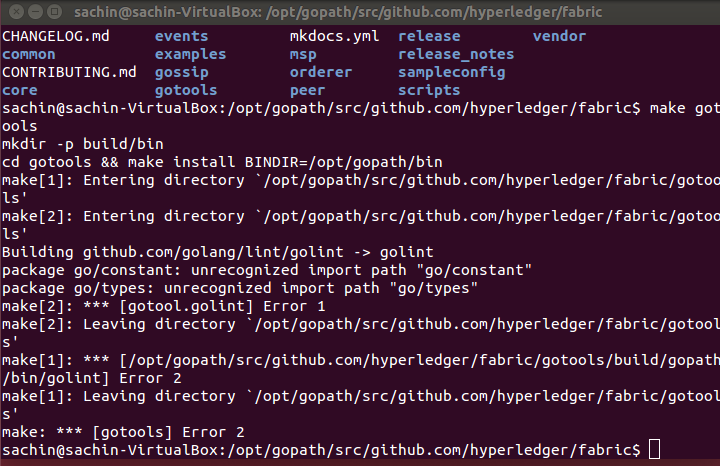 sachin@sachin-VirtualBox: /opt/gopath/src/github.com/hyperledger/fabric
CHANGELOG.md events mkdocs.yml release vendor
common examples msp release_notes
CONTRIBUTING.md gossip orderer sampleconfig
core gotools peer scripts
sachin@sachin-VirtualBox:/opt/gopath/src/github.com/hyperledger/fabric$ make got
ools
mkdir -p build/bin
cd gotools && make install BINDIR=/opt/gopath/bin
make[1]: Entering directory `/opt/gopath/src/github.com/hyperledger/fabric/gotoo
ls'
make[2]: Entering directory `/opt/gopath/src/github.com/hyperledger/fabric/gotoo
ls'
Building github.com/golang/lint/golint -> golint
package go/constant: unrecognized import path "go/constant"
package go/types: unrecognized import path "go/types"
make[2]: *** [gotool.golint] Error 1
make[2]: Leaving directory `/opt/gopath/src/github.com/hyperledger/fabric/gotool
s'
make[1]: *** [/opt/gopath/src/github.com/hyperledger/fabric/gotools/build/gopath
/bin/golint] Error 2
make[1]: Leaving directory `/opt/gopath/src/github.com/hyperledger/fabric/gotool
s'
make: *** [gotools] Error 2
sachin@sachin-VirtualBox:/opt/gopath/src/github.com/hyperledger/fabric$